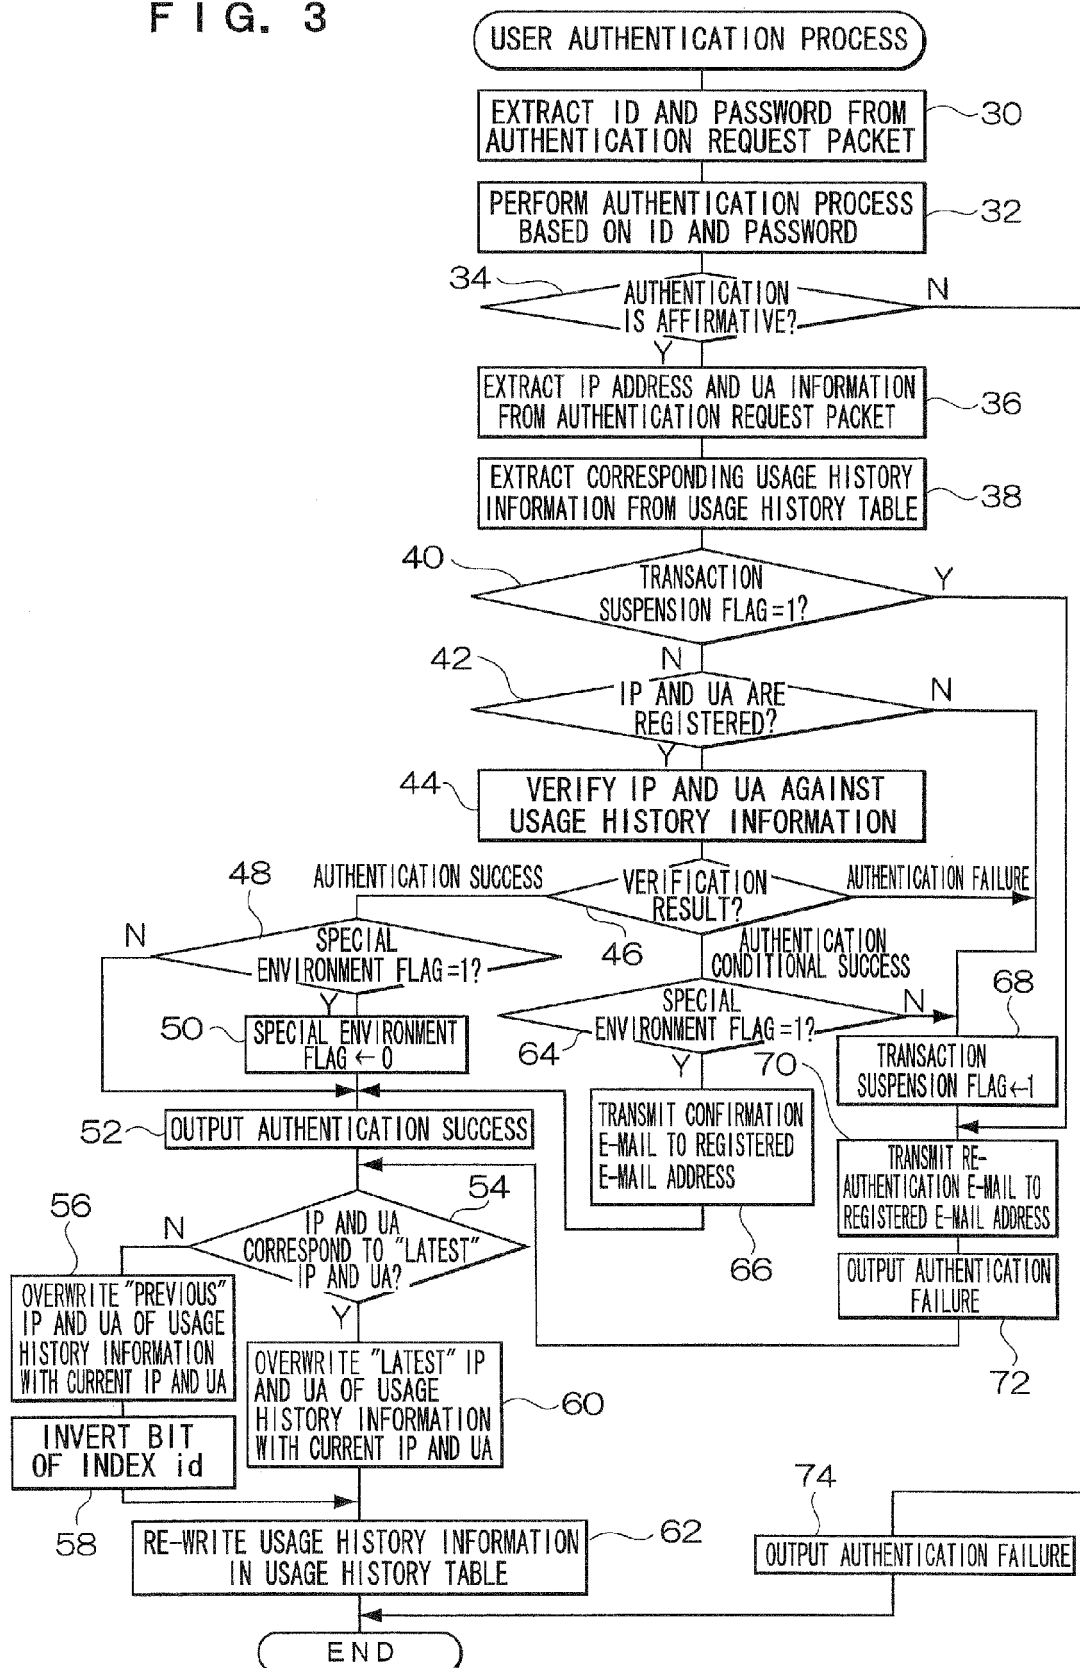 FIG. 3
USER AUTHENTICATION PROCESS
EXTRACT ID AND PASSWORD FROM
AUTHENTICATION REQUEST PACKET
30
PERFORM AUTHENTICATION PROCESS
BASED ON ID AND PASSWORD
32
34
AUTHENTICATION
IS AFFIRMATIVE?
N
Y
EXTRACT IP ADDRESS AND UA INFORMATION
FROM AUTHENTICATION REQUEST PACKET
36
EXTRACT CORRESPONDING USAGE HISTORY
INFORMATION FROM USAGE HISTORY TABLE
38
40
TRANSACTION
SUSPENSION FLAG=1?
Y
N
42
IP AND UA ARE
REGISTERED?
N
Y
44
VERIFY IP AND UA AGAINST
USAGE HISTORY INFORMATION
AUTHENTICATION SUCCESS
VERIFICATION
RESULT?
46
AUTHENTICATION FAILURE
AUTHENTICATION
CONDITIONAL SUCCESS
48
N
SPECIAL
ENVIRONMENT FLAG=1?
Y
50
SPECIAL ENVIRONMENT
FLAG←0
64
SPECIAL
ENVIRONMENT FLAG=1?
N
Y
68
TRANSACTION
SUSPENSION FLAG←1
70
52
OUTPUT AUTHENTICATION SUCCESS
TRANSMIT CONFIRMATION
E-MAIL TO REGISTERED
E-MAIL ADDRESS
66
TRANSMIT RE-
AUTHENTICATION E-MAIL TO
REGISTERED E-MAIL ADDRESS
OUTPUT AUTHENTICATION
FAILURE
72
54
IP AND UA
CORRESPOND TO "LATEST"
IP AND UA?
N
Y
56
OVERWRITE "PREVIOUS"
IP AND UA OF USAGE
HISTORY INFORMATION
WITH CURRENT IP AND UA
INVERT BIT
OF INDEX id
58
OVERWRITE "LATEST" IP
AND UA OF USAGE
HISTORY INFORMATION
WITH CURRENT IP AND UA
60
RE-WRITE USAGE HISTORY INFORMATION
IN USAGE HISTORY TABLE
62
74
OUTPUT AUTHENTICATION FAILURE
END